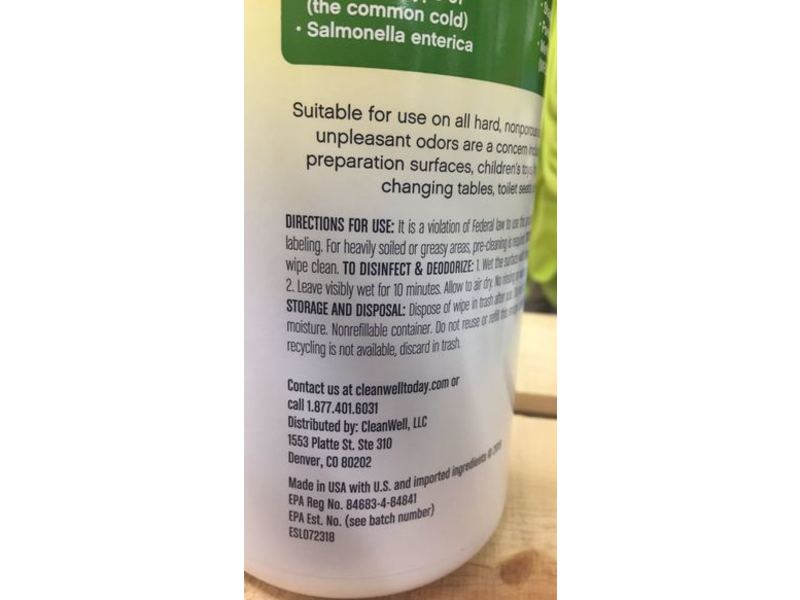 (the common cold)
• Salmonella enterica
Suitable for use on all hard, nonporous
unpleasant odors are a concern
preparation surfaces, children's
changing tables, toilet seats
DIRECTIONS FOR USE: It is a violation of Federal law to use
labeling. For heavily soiled or greasy areas, pre-cleaning is required
wipe clean. TO DISINFECT & DEODORIZE: 1. Wet the surface
2. Leave visibly wet for 10 minutes. Allow to air dry. No rinsing
STORAGE AND DISPOSAL: Dispose of wipe in trash after use.
moisture. Nonrefillable container. Do not reuse or refill this
recycling is not available, discard in trash.
Contact us at cleanwelltoday.com or
call 1.877.401.6031
Distributed by: CleanWell, LLC
1553 Platte St. Ste 310
Denver, CO 80202
Made in USA with U.S. and imported ingredients ©
EPA Reg No. 84683-4-84841
EPA Est. No. (see batch number)
ESL072318